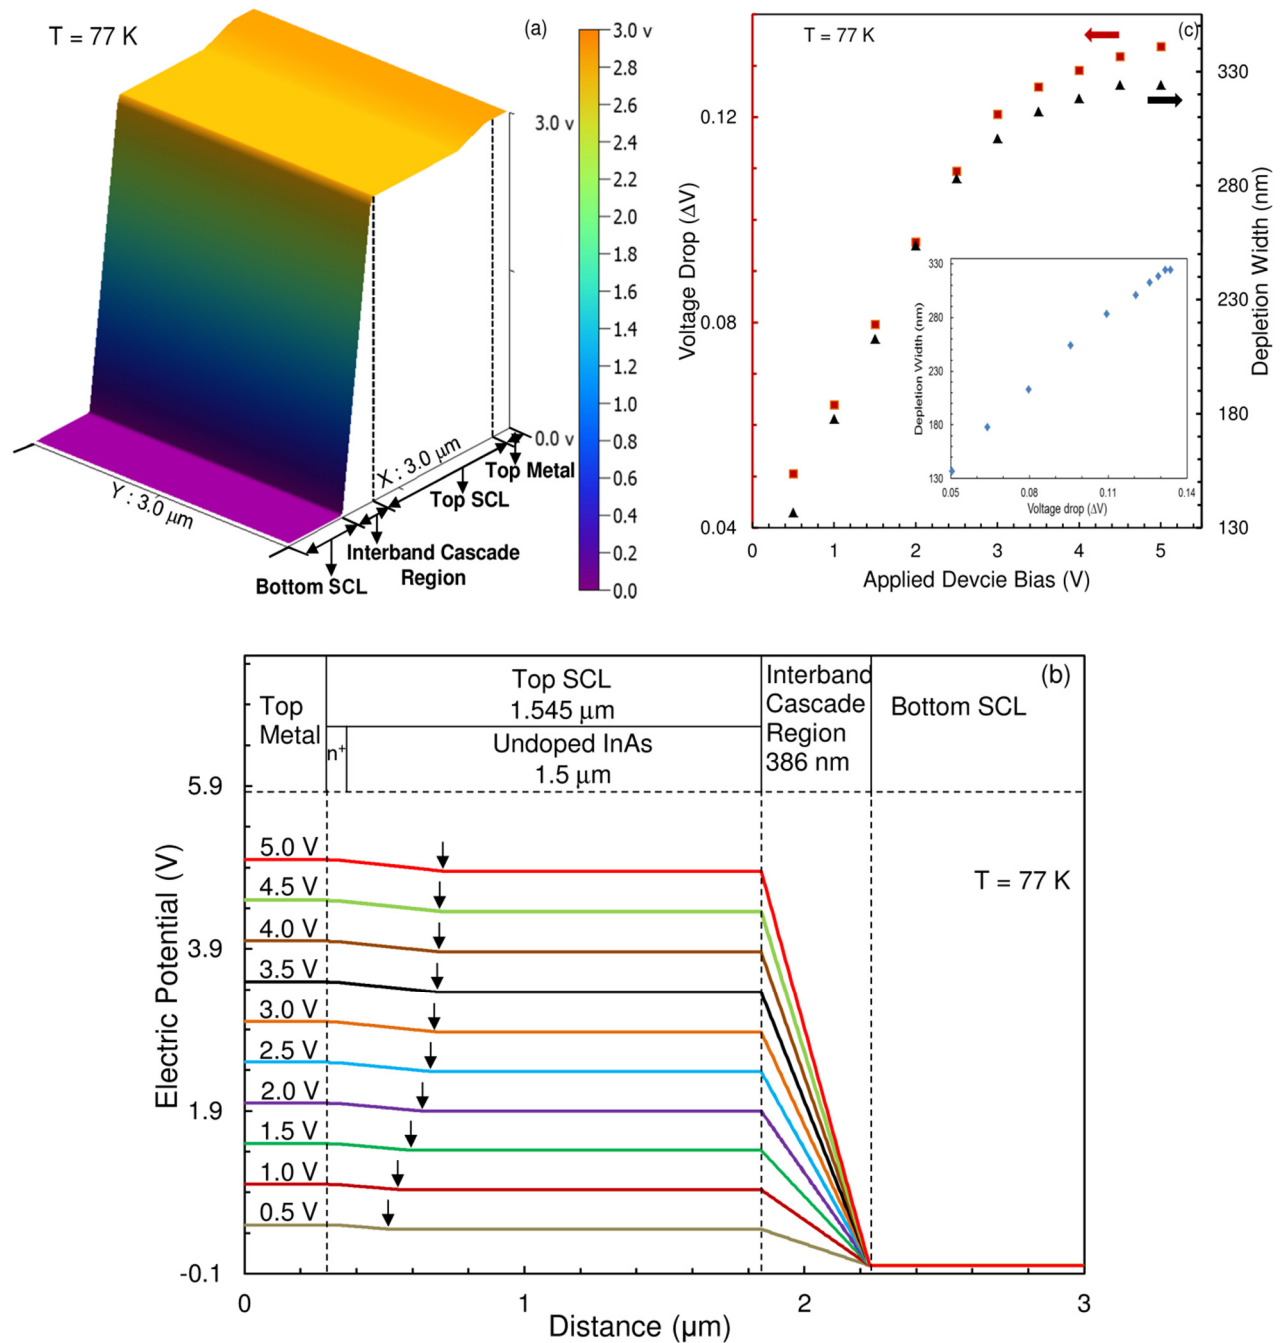 T = 77 K
(a)
3.0 v
2.8
2.6
2.4
2.2
2.0
1.8
1.6
1.4
1.2
1.0
0.8
0.6
0.4
0.2
0.0
3.0 v
0.0 v
X : 3.0 μm
Y : 3.0 μm
Top Metal
Top SCL
Interband Cascade
Region
Bottom SCL
T = 77 K
(c)
Voltage Drop (ΔV)
0.12
0.08
0.04
0
1
2
3
4
5
Applied Devcie Bias (V)
330
280
230
180
130
Depletion Width (nm)
Depletion Width (nm)
330
280
230
180
130
0.05
0.08
0.11
0.14
Voltage drop (ΔV)
(b)
Top
Metal
Top SCL
1.545 μm
n+
Undoped InAs
1.5 μm
Interband
Cascade
Region
386 nm
Bottom SCL
T = 77 K
Electric Potential (V)
5.9
3.9
1.9
-0.1
5.0 V
4.5 V
4.0 V
3.5 V
3.0 V
2.5 V
2.0 V
1.5 V
1.0 V
0.5 V
0
1
2
3
Distance (μm)